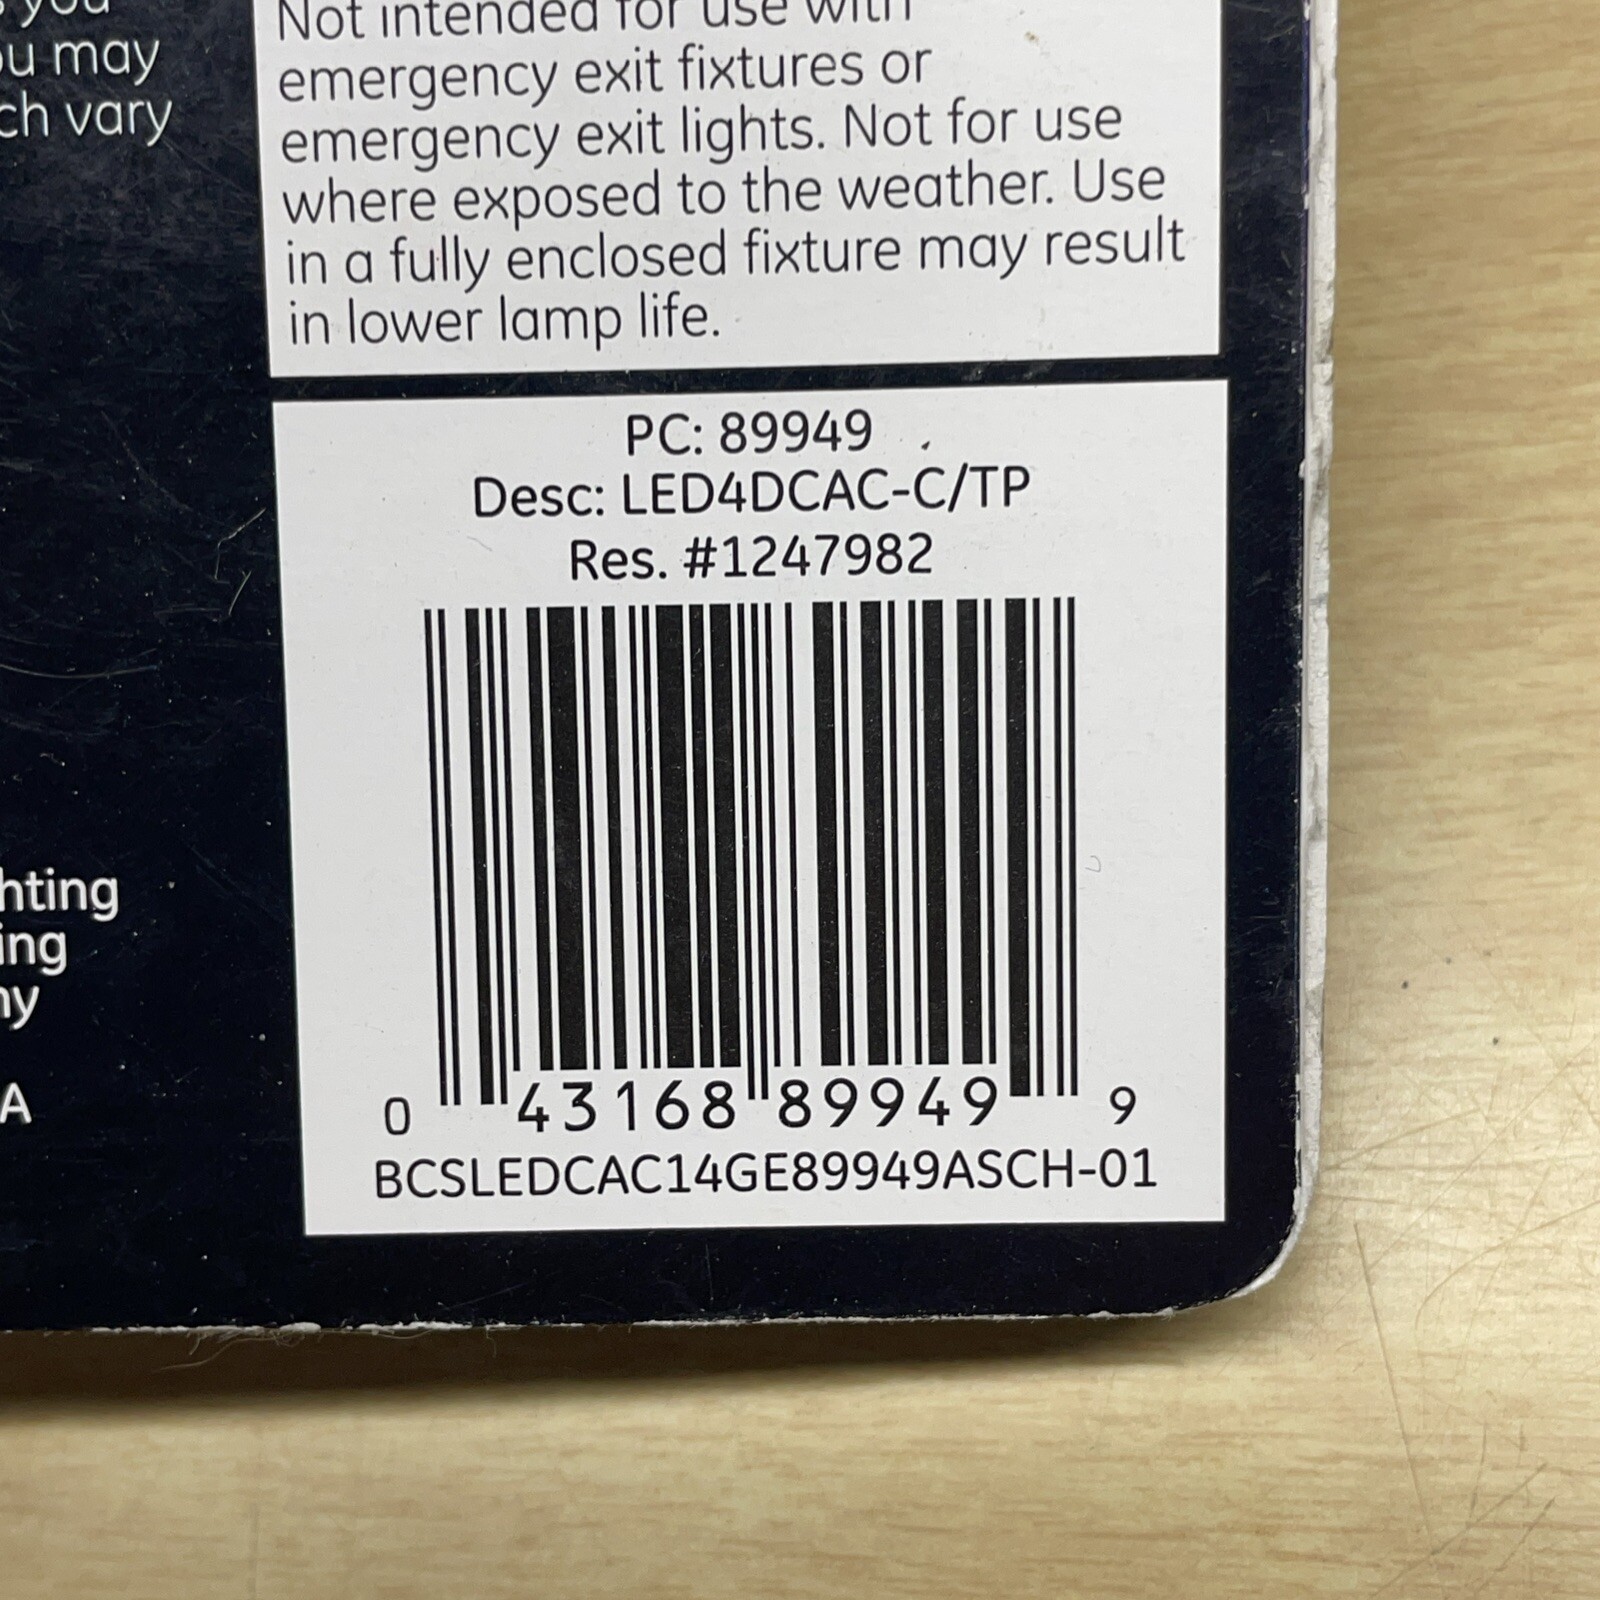 you
ou may
ch vary
Not intended for use with
emergency exit fixtures or
emergency exit lights. Not for use
where exposed to the weather. Use
in a fully enclosed fixture may result
in lower lamp life.
PC: 89949
Desc: LED4DCAC-C/TP
Res. #1247982
hting
ing
ny
A
0 43168 89949 9
BCSLEDCAC14GE89949ASCH-01